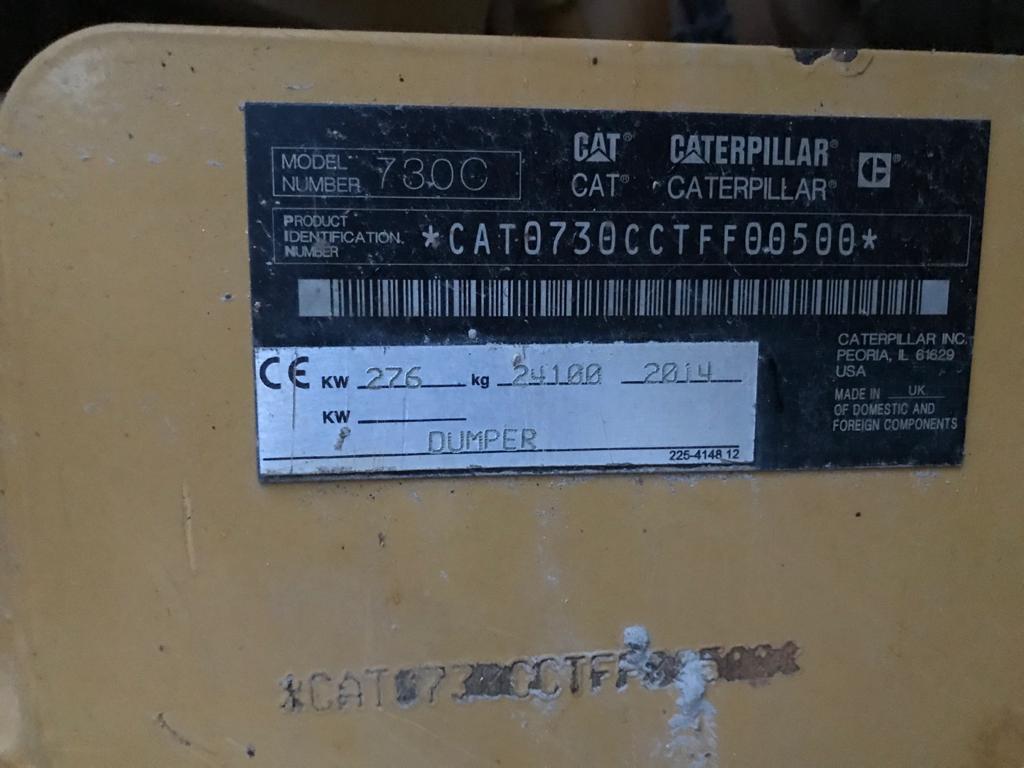 MODEL NUMBER 730C
CAT® CATERPILLAR®
CAT® CATERPILLAR®
PRODUCT IDENTIFICATION NUMBER *CAT0730CCTFF00500*
CATERPILLAR INC.
PEORIA, IL 61629
USA
MADE IN UK
OF DOMESTIC AND
FOREIGN COMPONENTS
CE KW 276 kg 24100 2014
KW
DUMPER
225-4148 12
*CAT0730CCTFF00500*